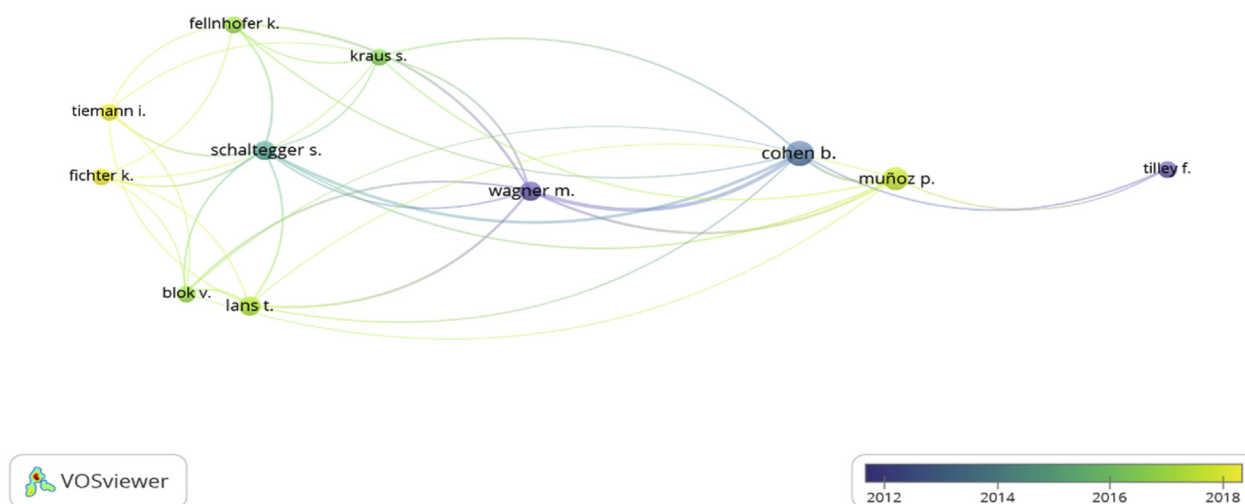 fellnhofer k.
kraus s.
tiemann i.
schaltegger s.
cohen b.
tilley f.
fichter k.
muñoz p.
wagner m.
blok v.
lans t.
VOSviewer
2012 2014 2016 2018